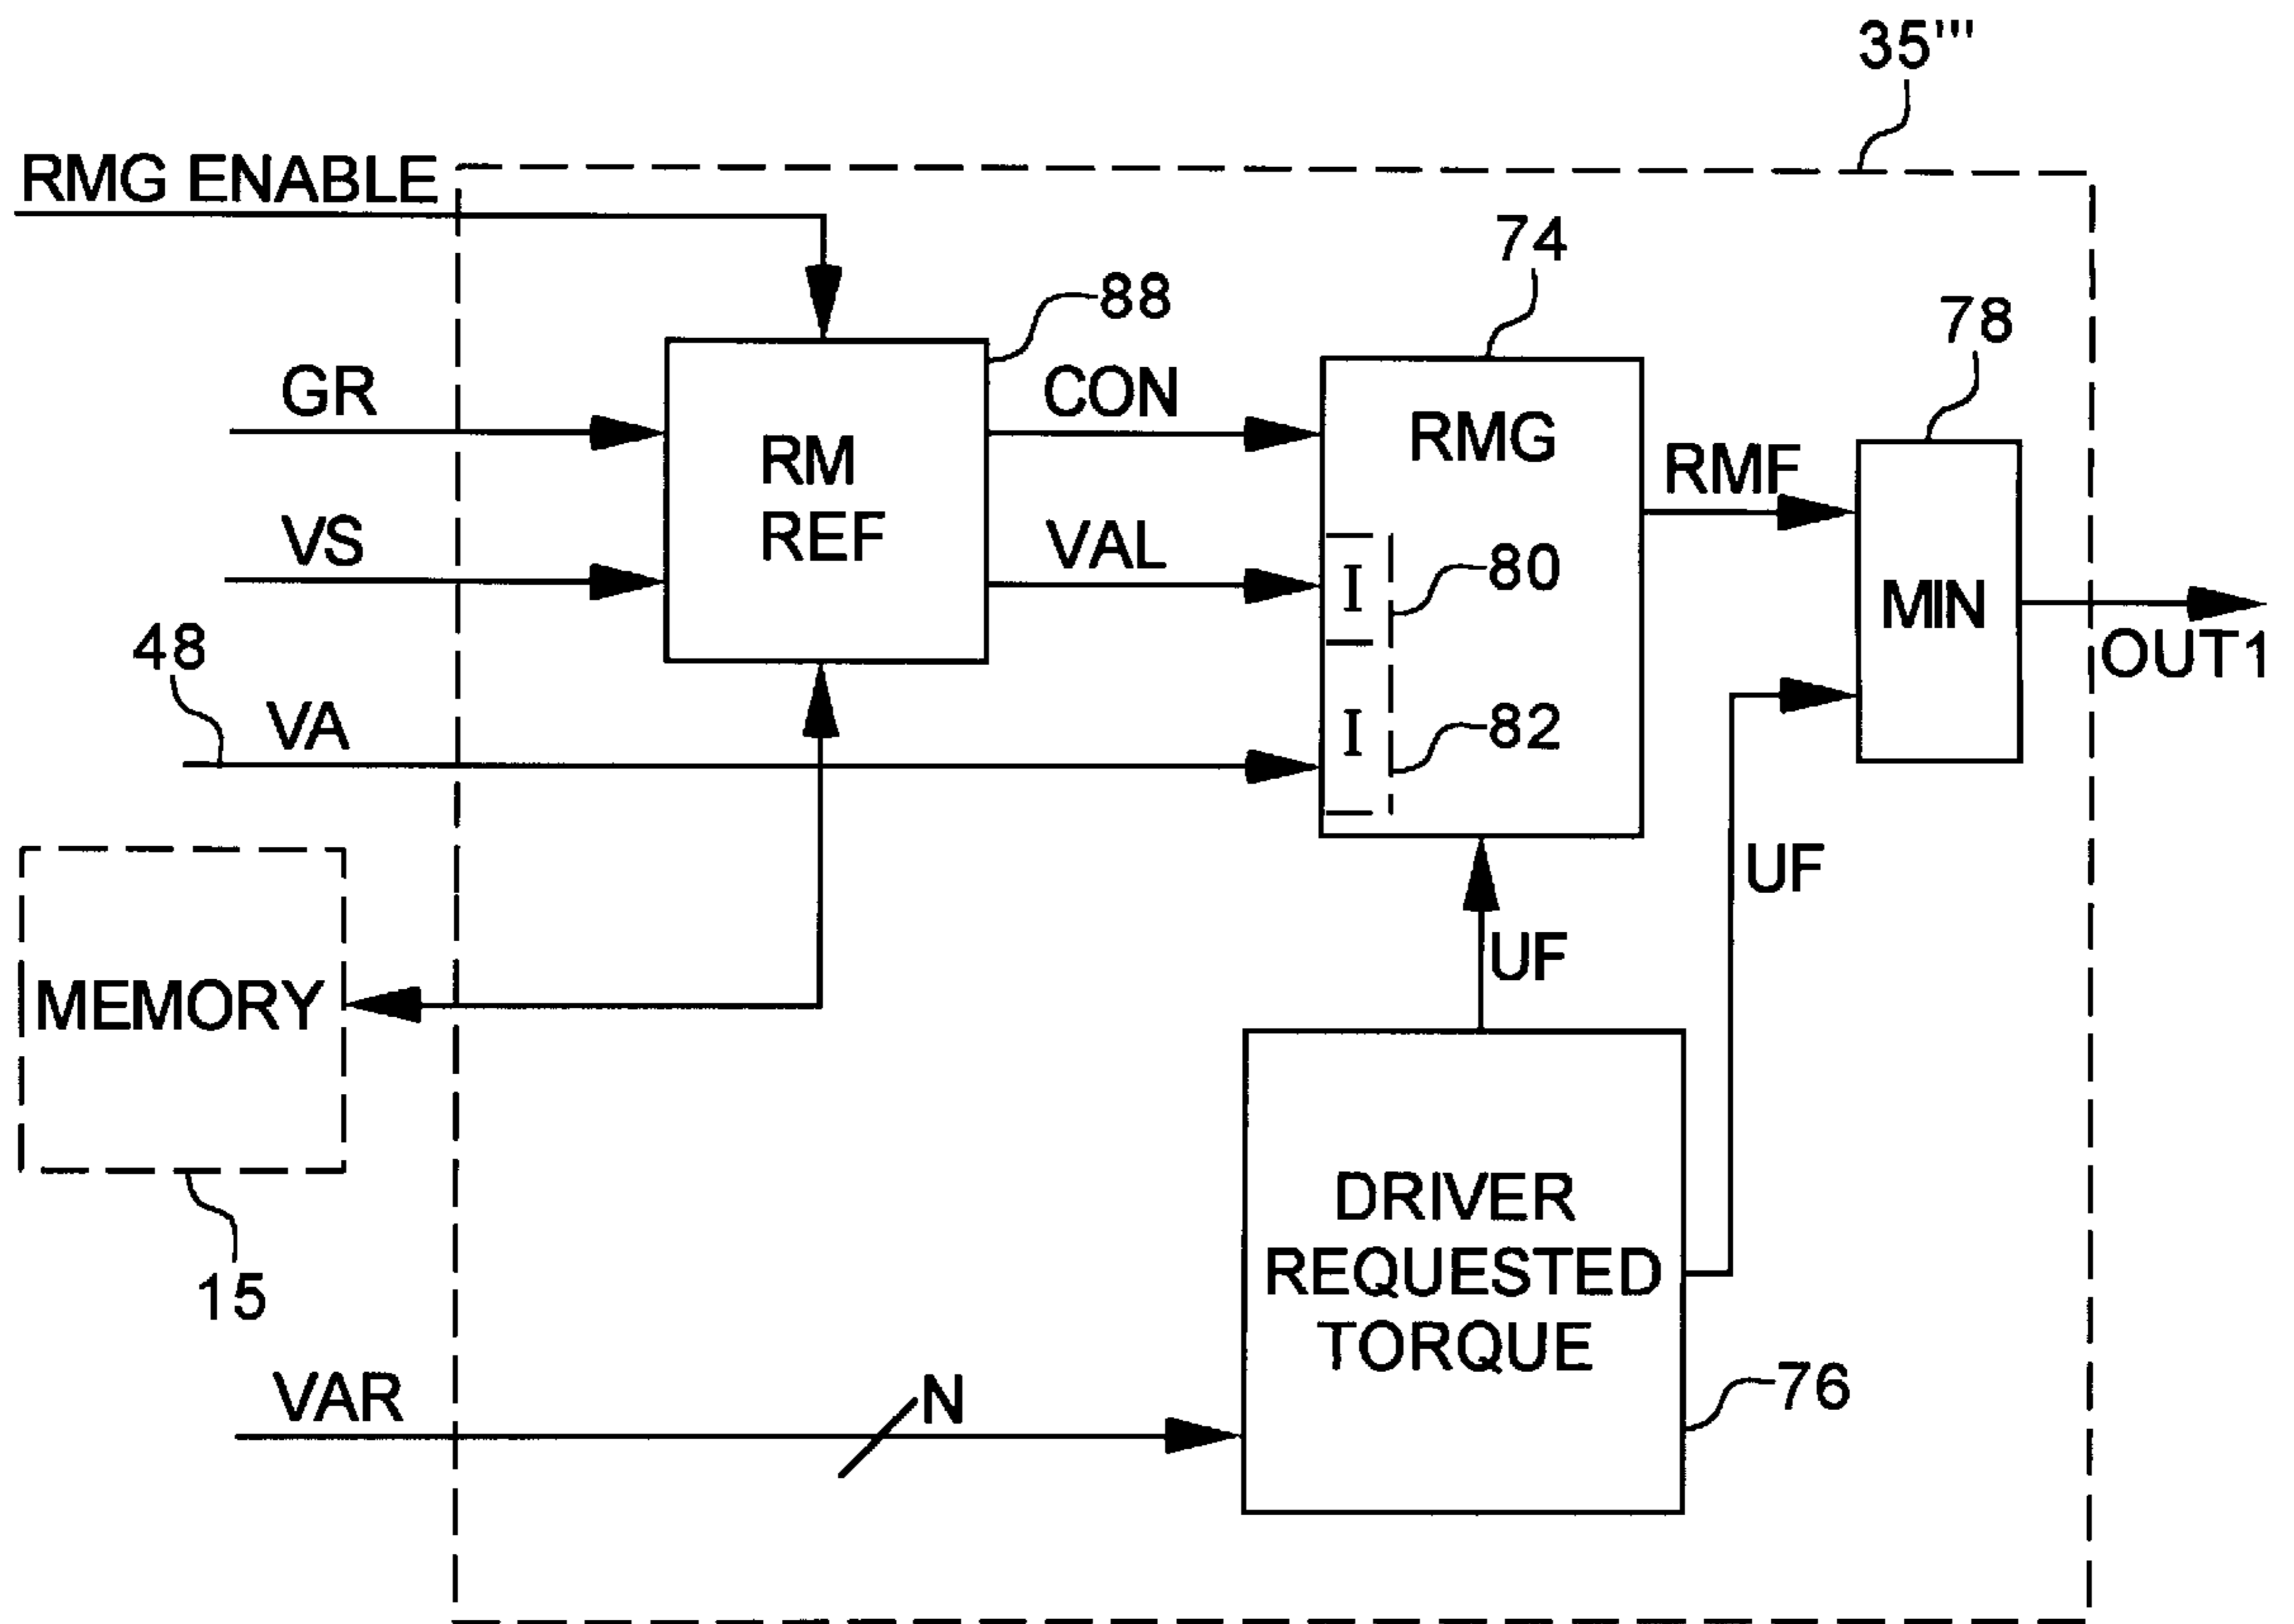 35'''
RMG ENABLE
74
88
78
GR
CON
RMG
RM
REF
RMF
VS
VAL
I
80
MIN
48
VA
I
82
OUT1
UF
MEMORY
UF
15
DRIVER
REQUESTED
TORQUE
VAR
N
76